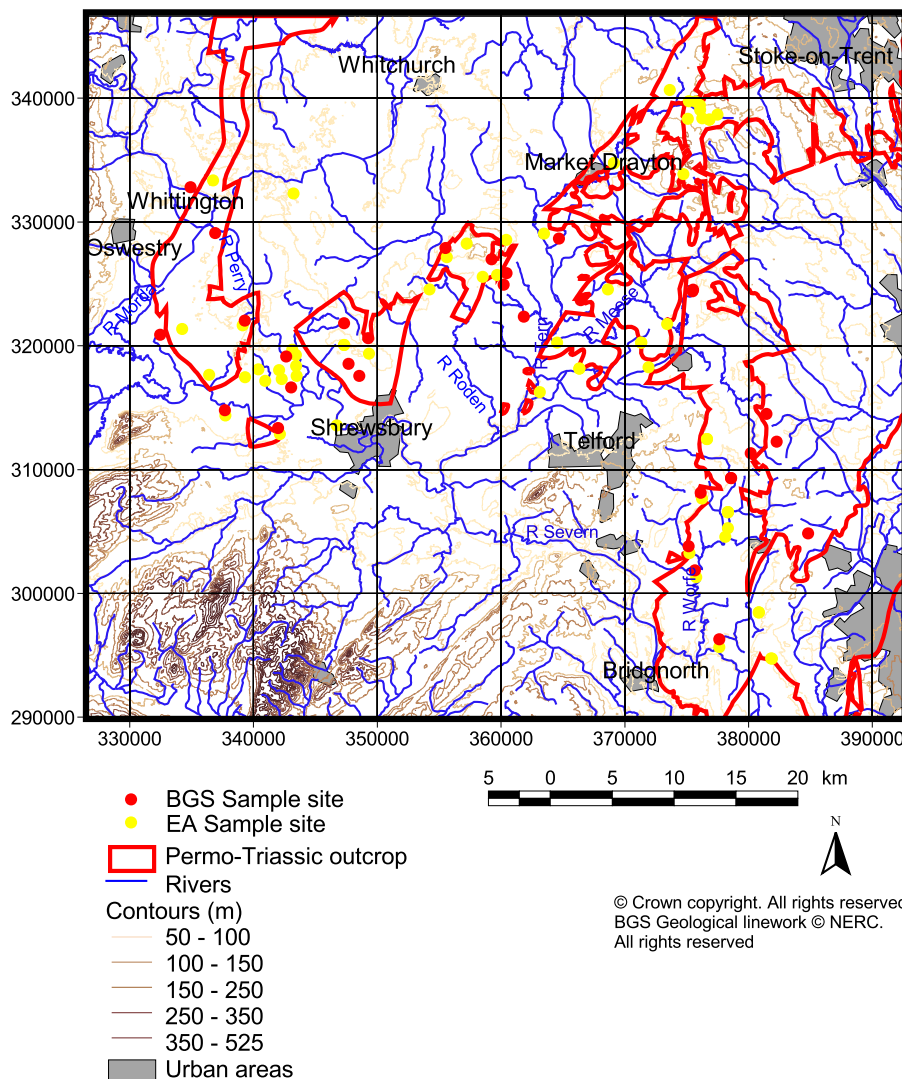 Whitchurch
Stoke-on-Trent
340000
Market Drayton
Whittington
330000
Oswestry
R Perry
R Morda
R Meese
R Tern
320000
R Roden
Shrewsbury
Telford
310000
R Severn
300000
R Worfe
Bridgnorth
290000
330000 340000 350000 360000 370000 380000 390000
5 0 5 10 15 20 km
BGS Sample site
EA Sample site
Permo-Triassic outcrop
Rivers
Contours (m)
50 - 100
100 - 150
150 - 250
250 - 350
350 - 525
Urban areas
N
© Crown copyright. All rights reserved
BGS Geological linework © NERC.
All rights reserved